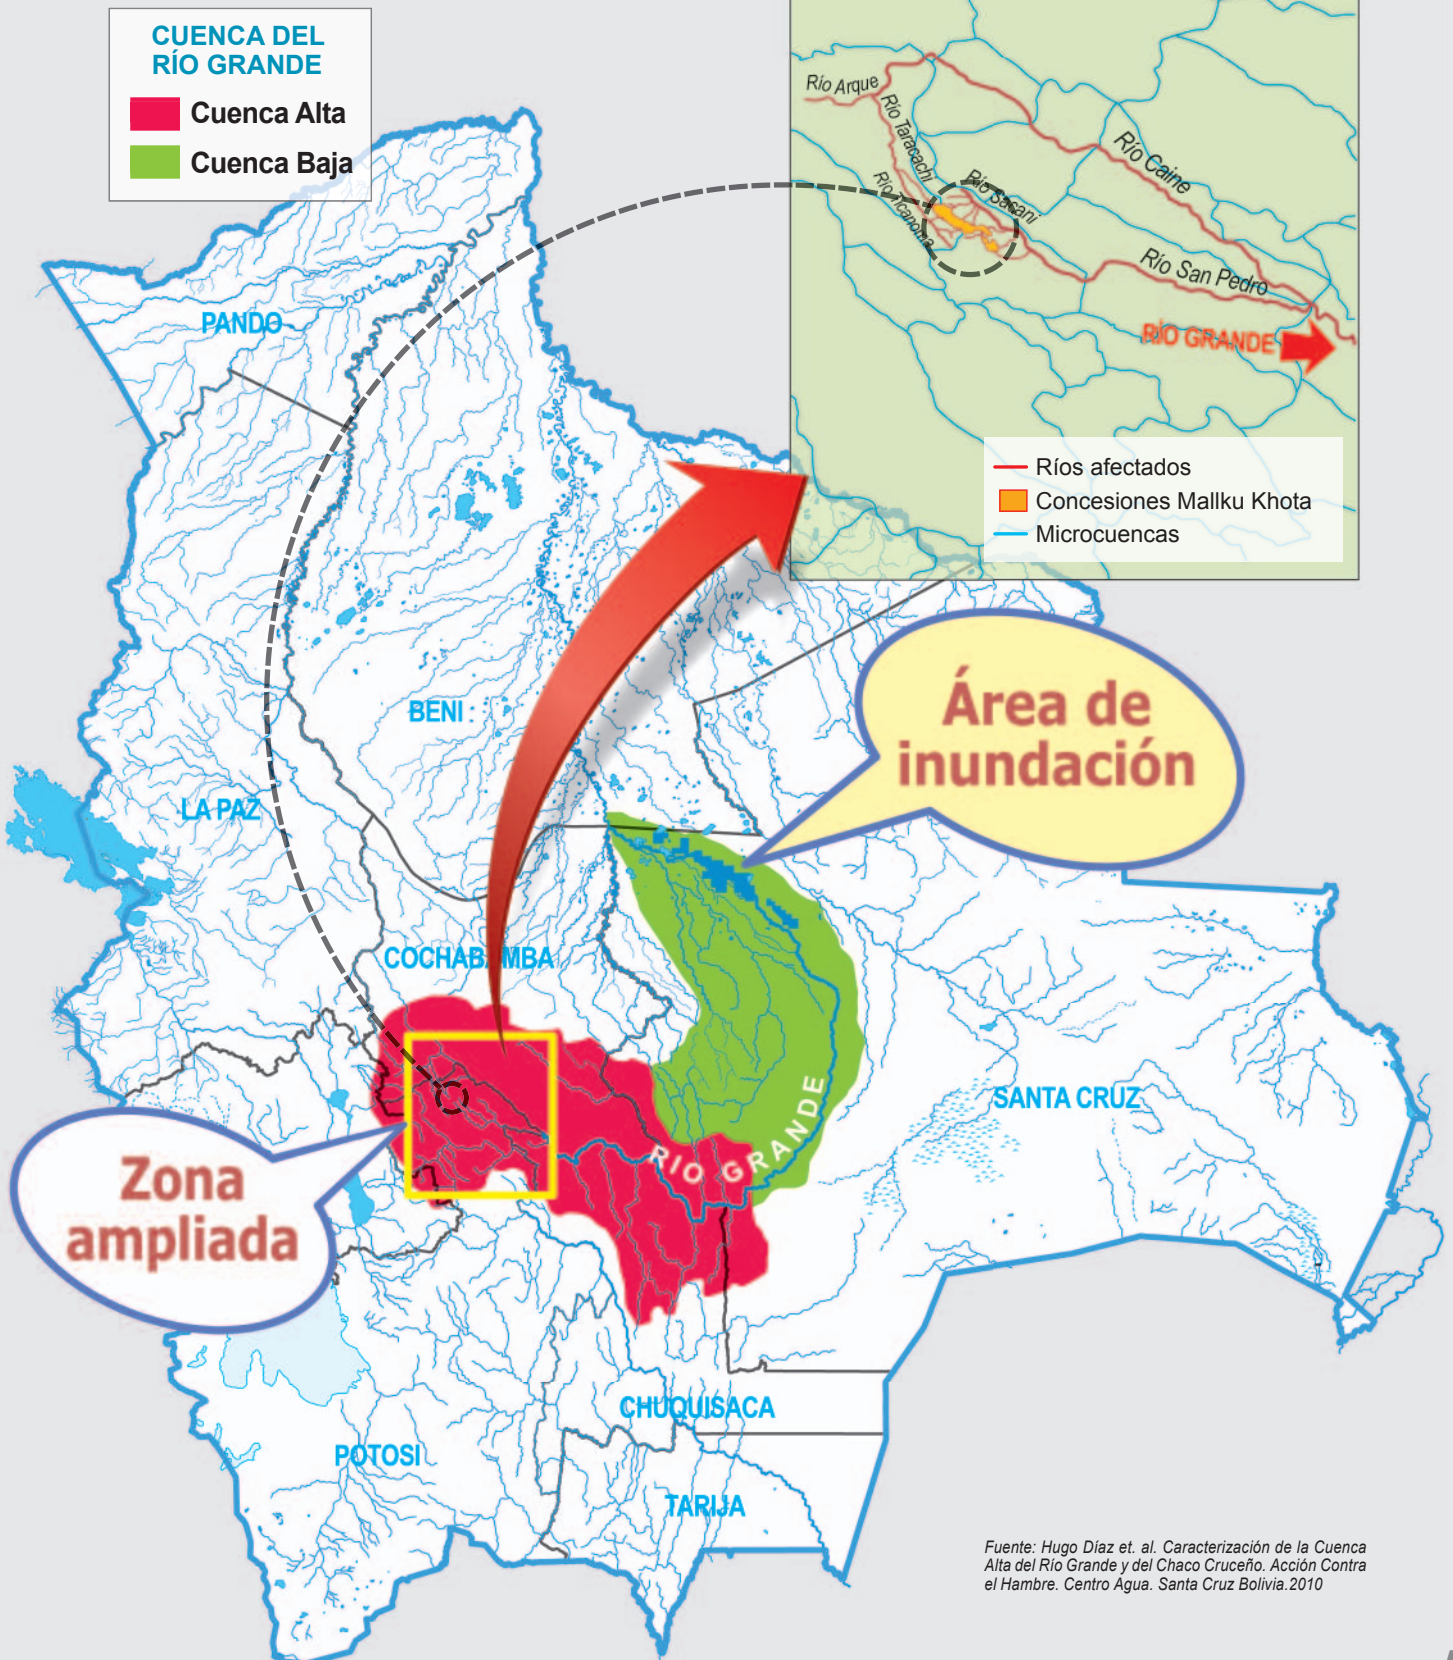 CUENCA DEL
RÍO GRANDE
Cuenca Alta
Cuenca Baja
Río Arque
Río Taracachi
Río Ticanoma
Río Sacani
Río Caine
Río San Pedro
RÍO GRANDE
Ríos afectados
Concesiones Mallku Khota
Microcuencas
PANDO
BENI
LA PAZ
Área de
inundación
COCHABAMBA
SANTA CRUZ
RIO GRANDE
Zona
ampliada
CHUQUISACA
POTOSI
TARIJA
Fuente: Hugo Díaz et. al. Caracterización de la Cuenca
Alta del Río Grande y del Chaco Cruceño. Acción Contra
el Hambre. Centro Agua. Santa Cruz Bolivia.2010